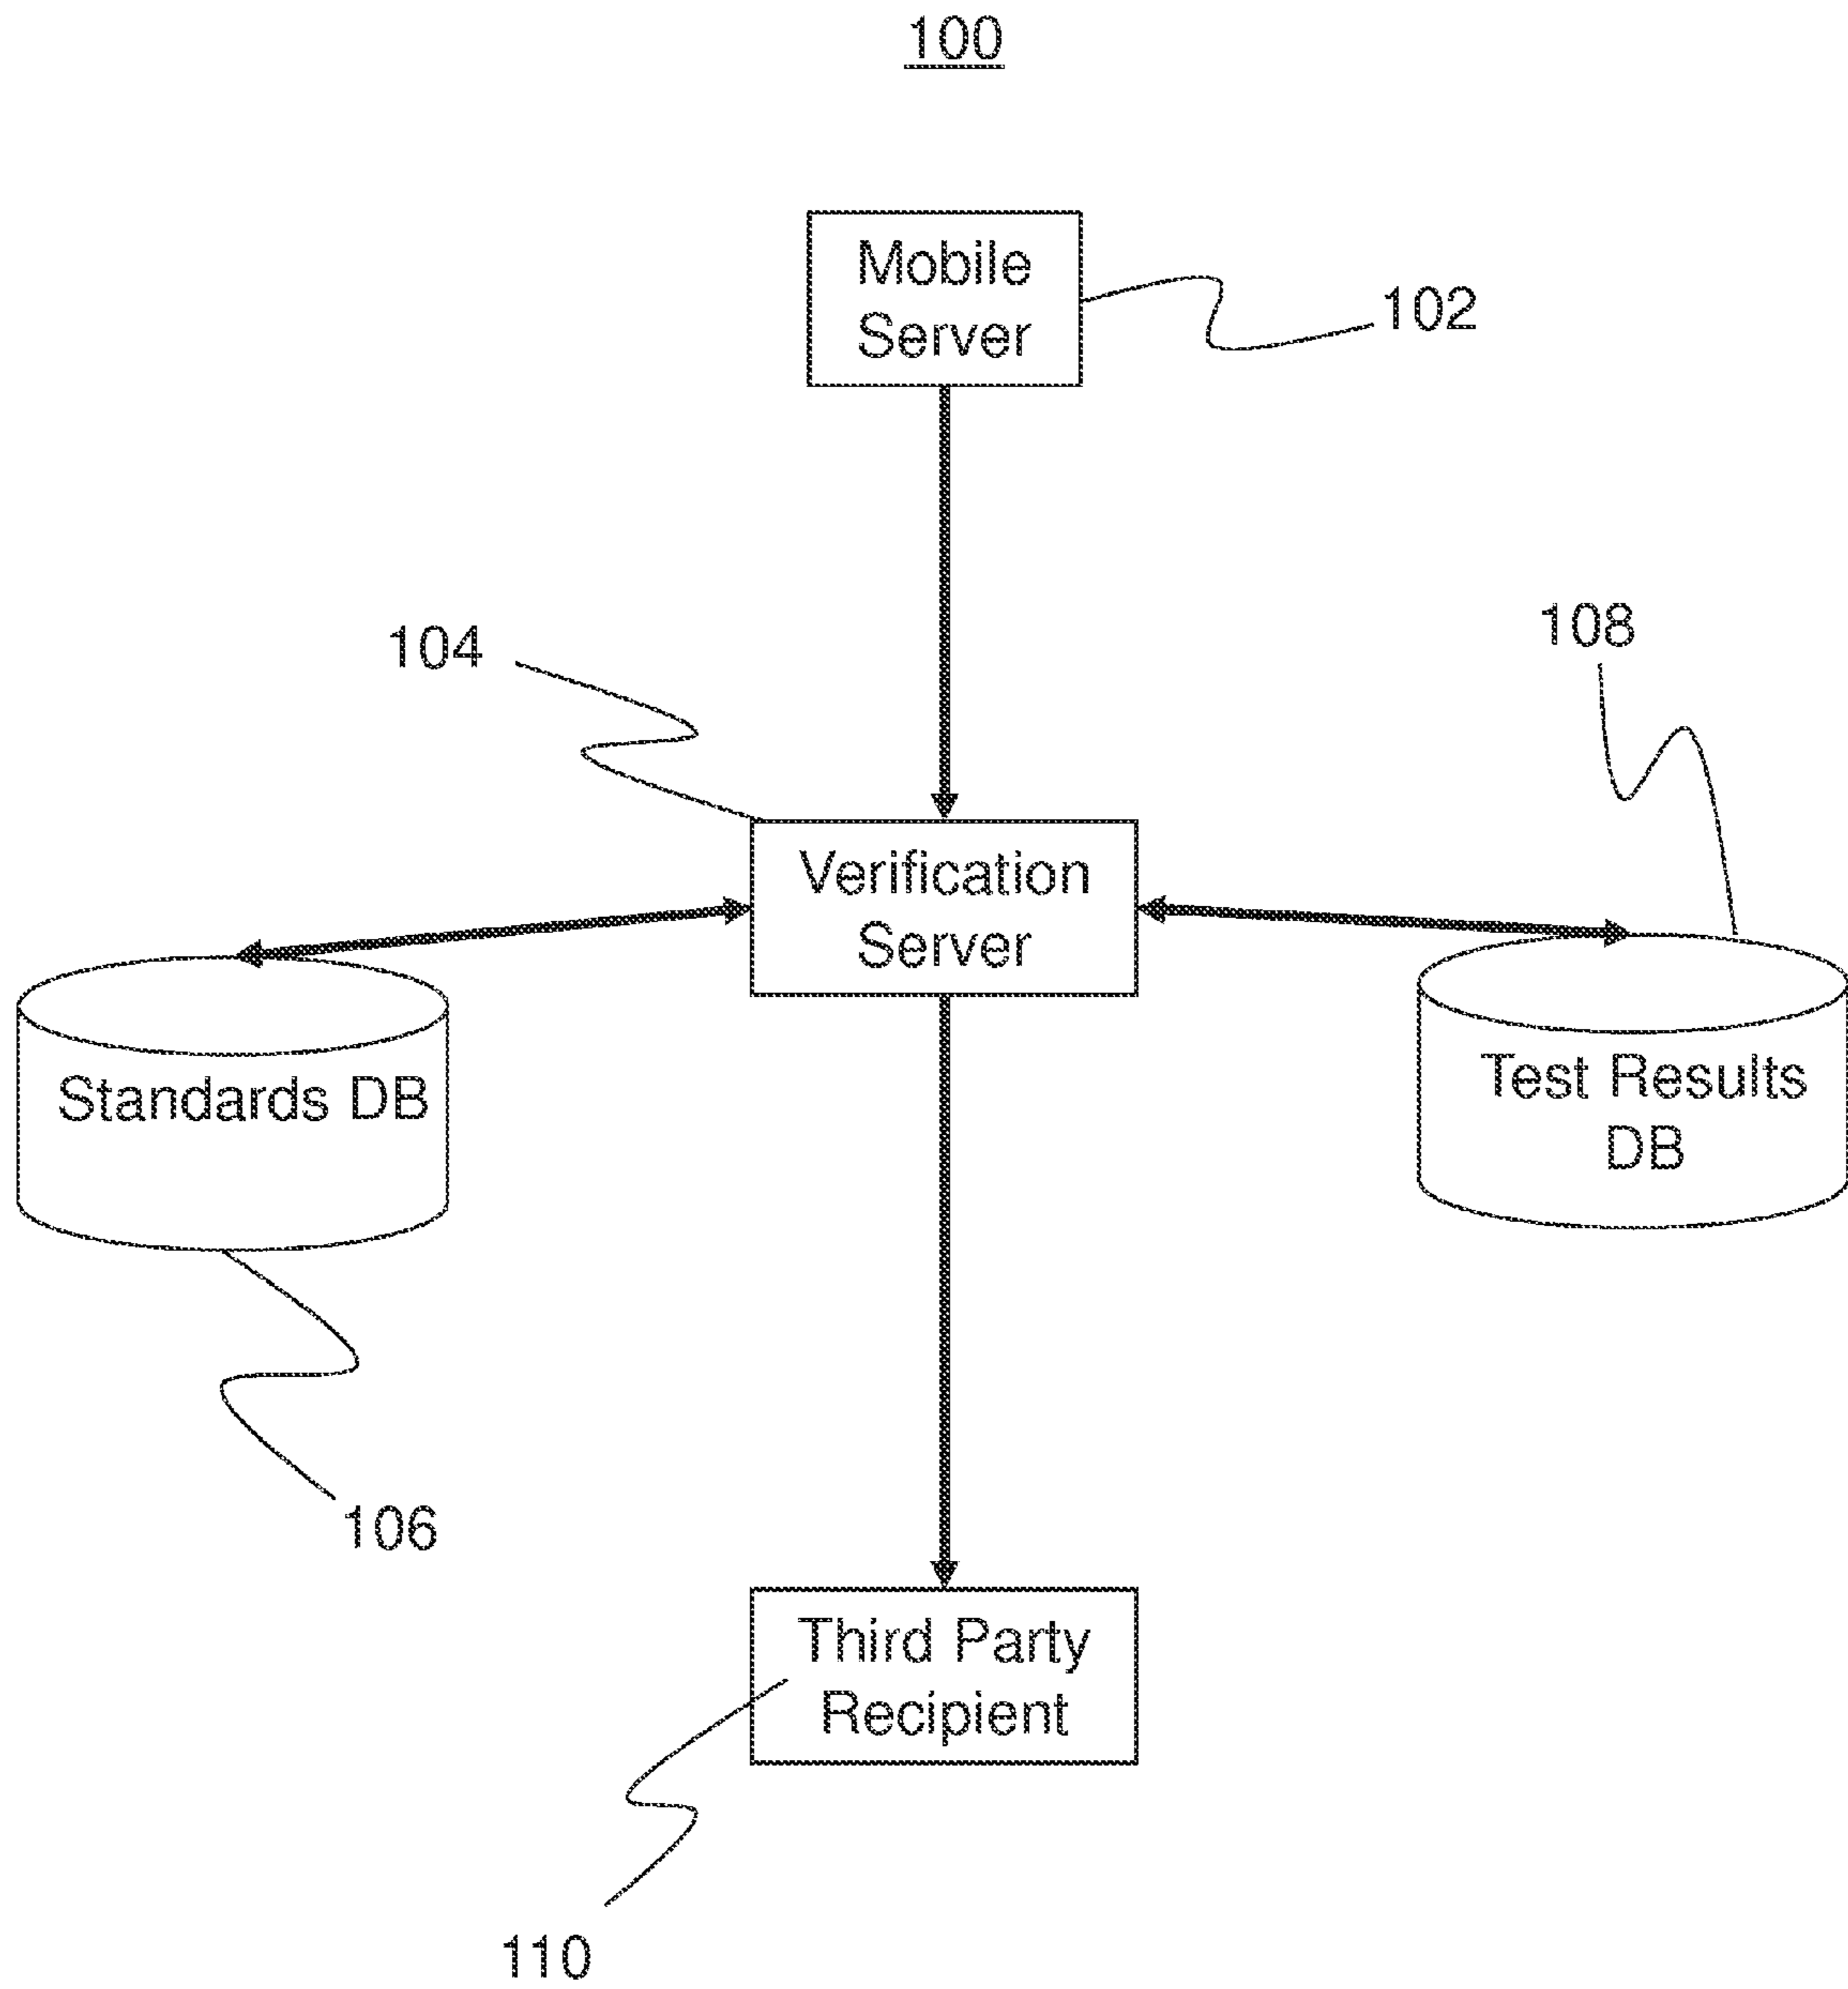 100
Mobile
Server
102
104
108
Verification
Server
Standards DB
Test Results
DB
106
Third Party
Recipient
110